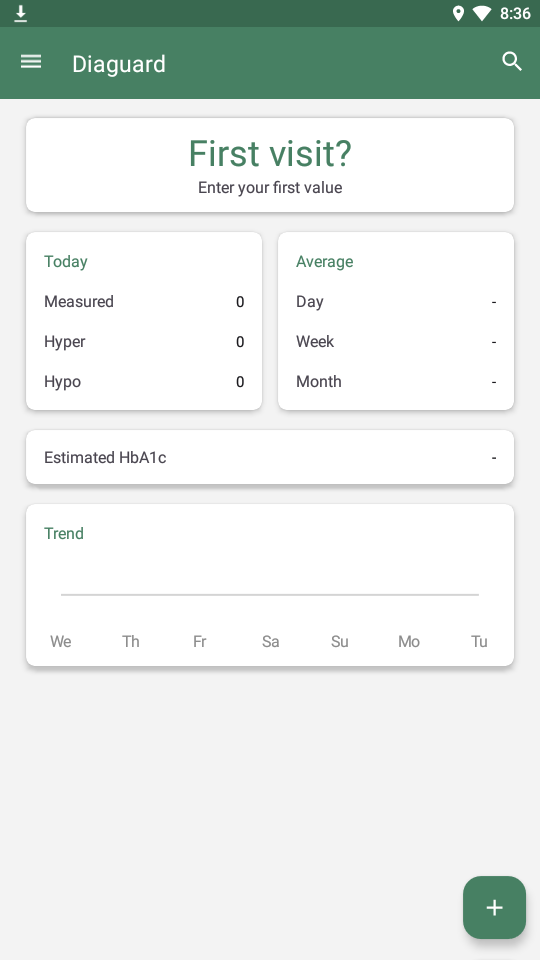 8:36
Diaguard
First visit?
Enter your first value
Today
Measured 0
Hyper 0
Hypo 0
Average
Day -
Week -
Month -
Estimated HbA1c -
Trend
We Th Fr Sa Su Mo Tu
+